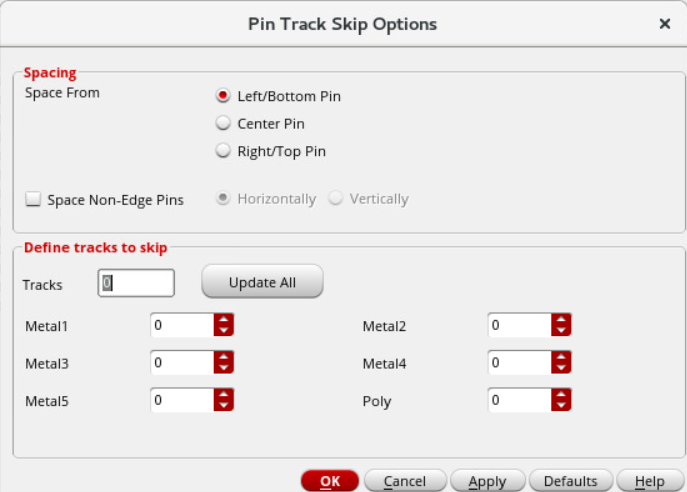 Pin Track Skip Options
Spacing
Space From
Left/Bottom Pin
Center Pin
Right/Top Pin
Space Non-Edge Pins Horizontally Vertically
Define tracks to skip
Tracks 0 Update All
Metal1 0 Metal2 0
Metal3 0 Metal4 0
Metal5 0 Poly 0
OK Cancel Apply Defaults Help